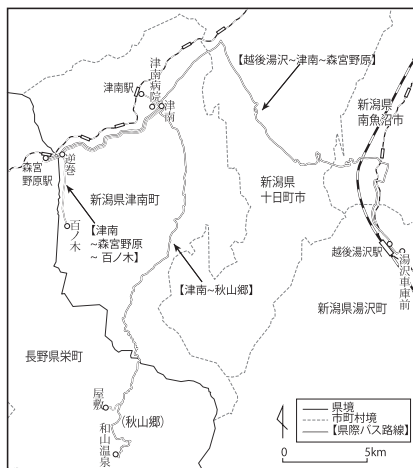 【越後湯沢~津南~森宮野原】
津南病院
津南駅
津南
新潟県
南魚沼市
逆巻
森宮
野原駅
新潟県津南町
新潟県
十日町市
百ノ木
【津南
~森宮野原
~百ノ木】
越後湯沢駅
湯沢車庫前
【津南~秋山郷】
新潟県湯沢町
長野県栄町
屋敷
(秋山郷)
和山温泉
県境
市町村境
【県際バス路線】
0
5km